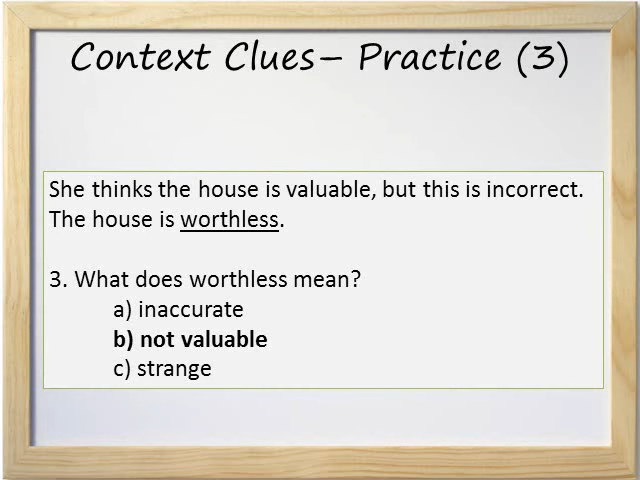 Context Clues– Practice (3)
She thinks the house is valuable, but this is incorrect.
The house is worthless.
3. What does worthless mean?
a) inaccurate
b) not valuable
c) strange